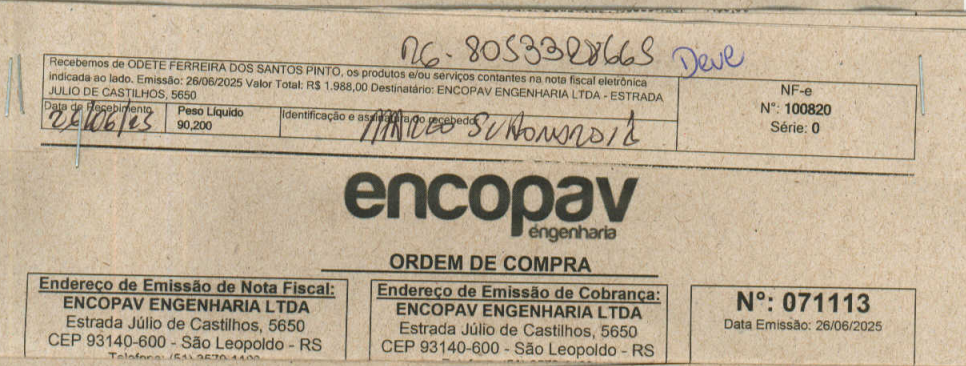 RG - 8053328665 Deve
Recebemos de ODETE FERREIRA DOS SANTOS PINTO, os produtos e/ou serviços contantes na nota fiscal eletrônica
indicada ao lado. Emissão: 26/06/2025 Valor Total: R$ 1.988,00 Destinatário: ENCOPAV ENGENHARIA LTDA - ESTRADA
JULIO DE CASTILHOS, 5650
NF-e
Nº: 100820
Série: 0
Data de Recebimento
26/06/25
Peso Líquido
90,200
Identificação e assinatura do recebedor
encopav
engenharia
ORDEM DE COMPRA
Endereço de Emissão de Nota Fiscal:
ENCOPAV ENGENHARIA LTDA
Estrada Júlio de Castilhos, 5650
CEP 93140-600 - São Leopoldo - RS
Endereço de Emissão de Cobrança:
ENCOPAV ENGENHARIA LTDA
Estrada Júlio de Castilhos, 5650
CEP 93140-600 - São Leopoldo - RS
Nº: 071113
Data Emissão: 26/06/2025